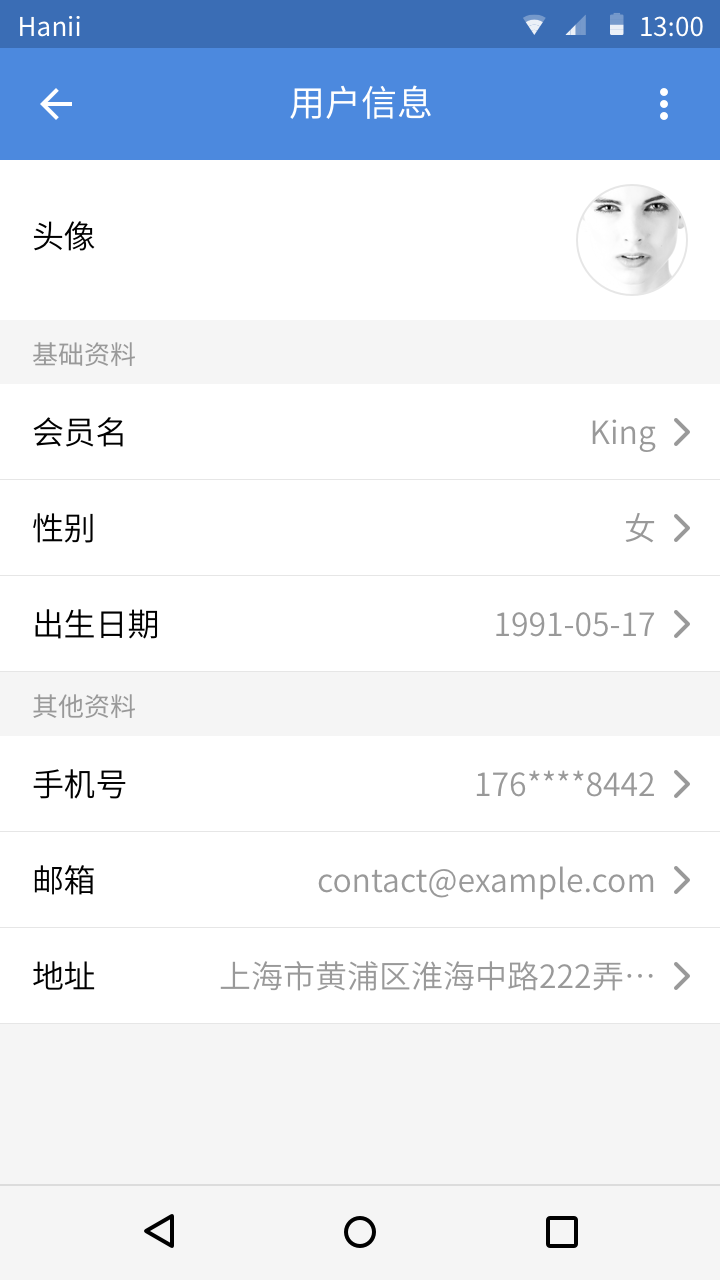 Hanii 13:00
用户信息
头像
基础资料
会员名 King
性别 女
出生日期 1991-05-17
其他资料
手机号 176****8442
邮箱 contact@example.com
地址 上海市黄浦区淮海中路222弄…